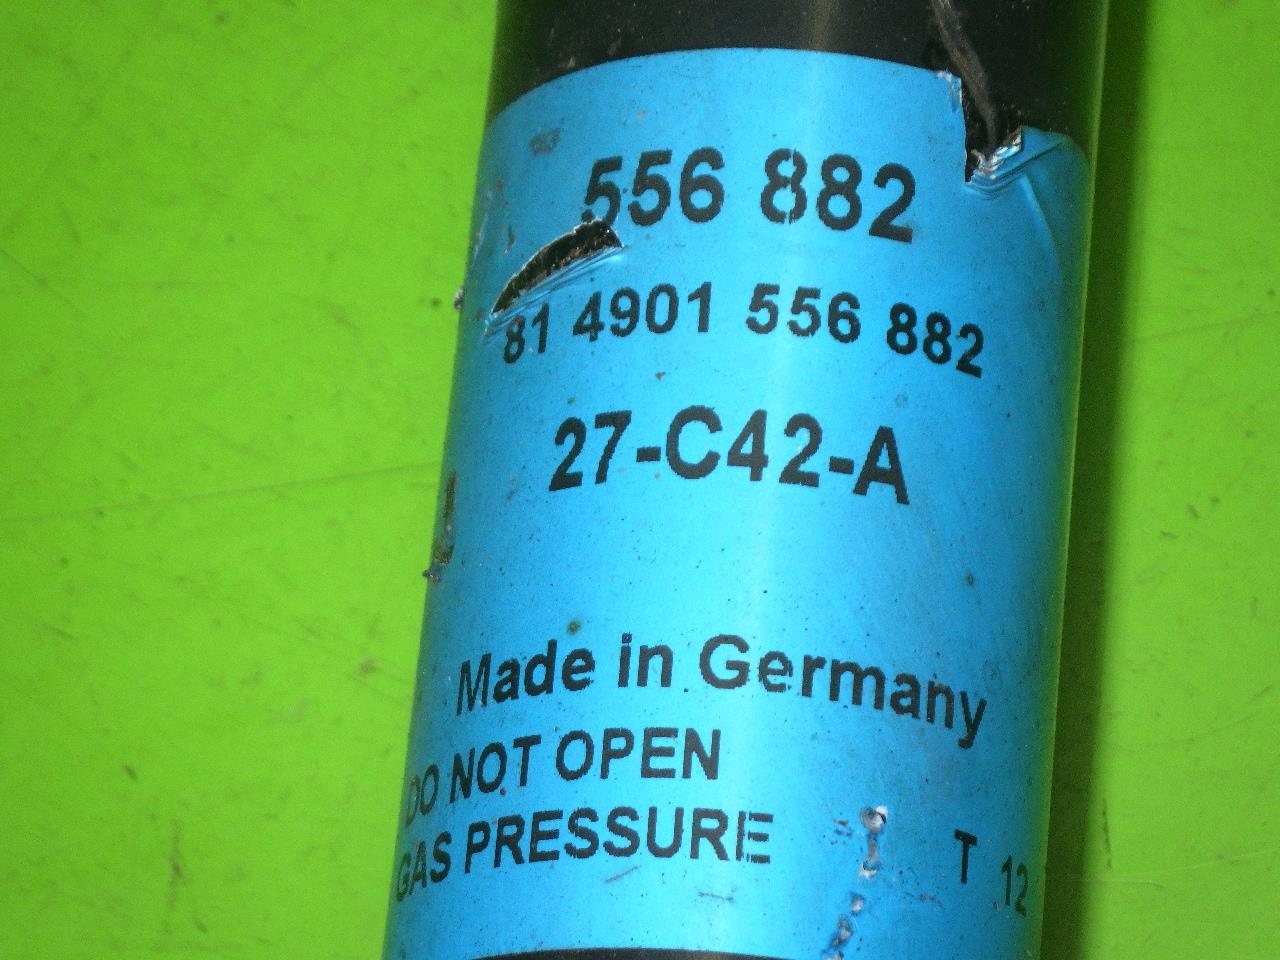 556 882
81 4901 556 882
27-C42-A
Made in Germany
DO NOT OPEN
GAS PRESSURE
T 12